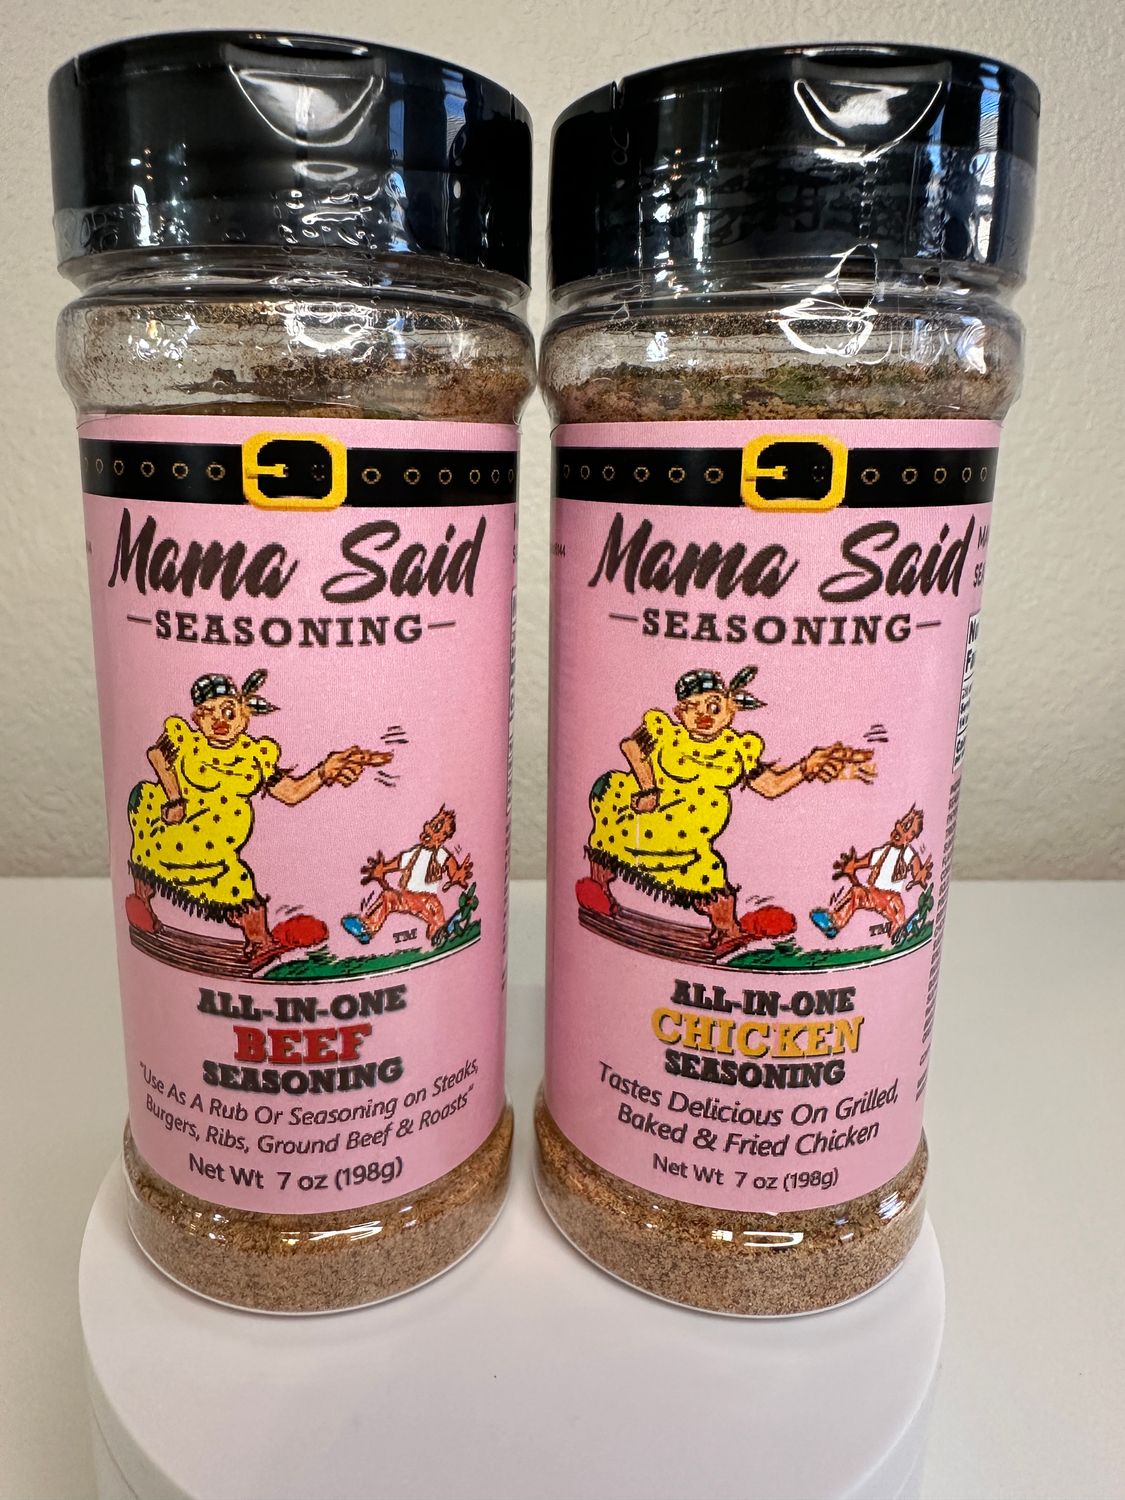 Mama Said
SEASONING
TM
ALL-IN-ONE
BEEF
SEASONING
"Use As A Rub Or Seasoning on Steaks,
Burgers, Ribs, Ground Beef & Roasts"
Net Wt 7 oz (198g)
Mama Said
SEASONING
TM
ALL-IN-ONE
CHICKEN
SEASONING
Tastes Delicious On Grilled,
Baked & Fried Chicken
Net Wt 7 oz (198g)